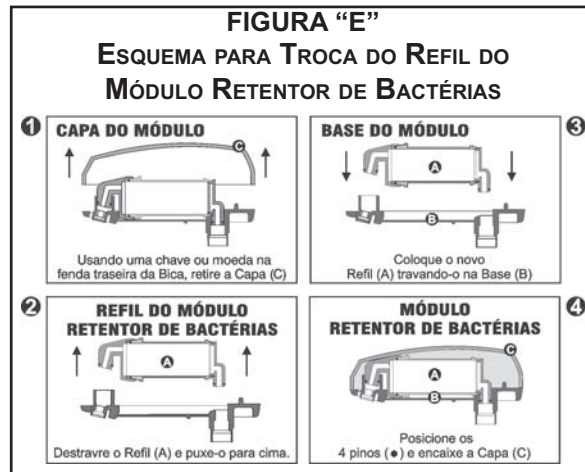 FIGURA “E”
ESQUEMA PARA TROCA DO REFIL DO
MÓDULO RETENTOR DE BACTÉRIAS
1
CAPA DO MÓDULO
C
Usando uma chave ou moeda na
fenda traseira da Bica, retire a Capa (C)
2
REFIL DO MÓDULO
RETENTOR DE BACTÉRIAS
A
Destravre o Refil (A) e puxe-o para cima.
3
BASE DO MÓDULO
A
B
Coloque o novo
Refil (A) travando-o na Base (B)
4
MÓDULO
RETENTOR DE BACTÉRIAS
C
A
B
Posicione os
4 pinos (●) e encaixe a Capa (C)